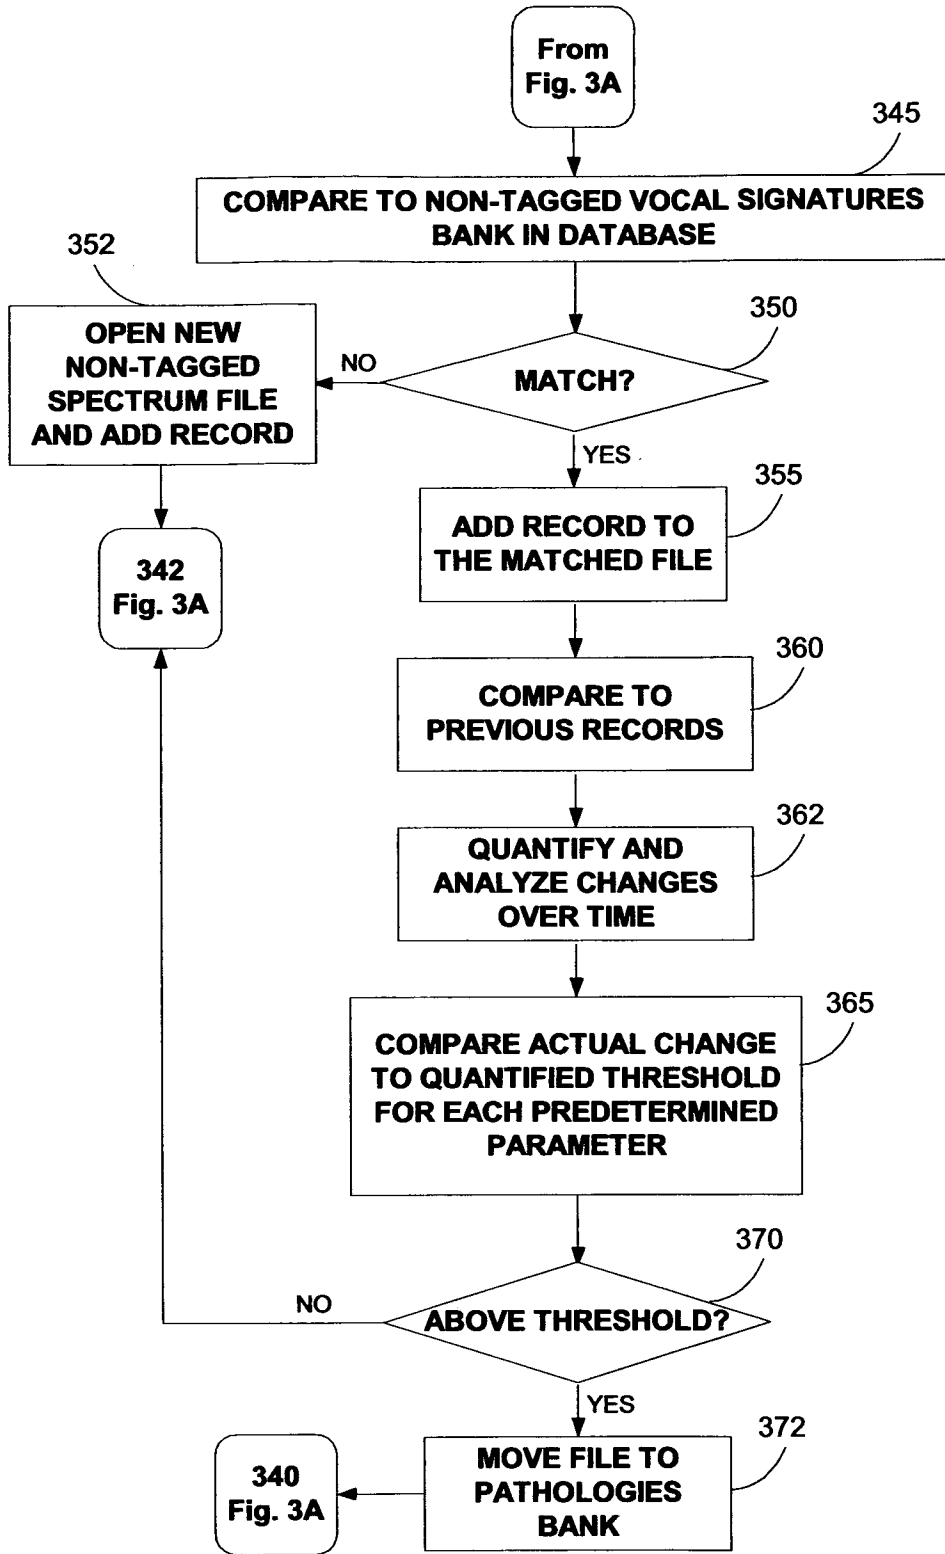 From
Fig. 3A
345
COMPARE TO NON-TAGGED VOCAL SIGNATURES
BANK IN DATABASE
352
OPEN NEW
NON-TAGGED
SPECTRUM FILE
AND ADD RECORD
350
NO
MATCH?
YES
342
Fig. 3A
355
ADD RECORD TO
THE MATCHED FILE
360
COMPARE TO
PREVIOUS RECORDS
362
QUANTIFY AND
ANALYZE CHANGES
OVER TIME
365
COMPARE ACTUAL CHANGE
TO QUANTIFIED THRESHOLD
FOR EACH PREDETERMINED
PARAMETER
370
NO
ABOVE THRESHOLD?
YES
372
340
Fig. 3A
MOVE FILE TO
PATHOLOGIES
BANK